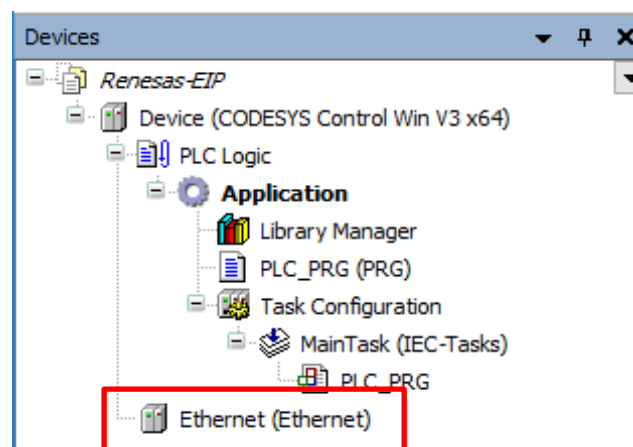 Devices
Renesas-EIP
Device (CODESYS Control Win V3 x64)
PLC Logic
Application
Library Manager
PLC_PRG (PRG)
Task Configuration
MainTask (IEC-Tasks)
PLC_PRG
Ethernet (Ethernet)